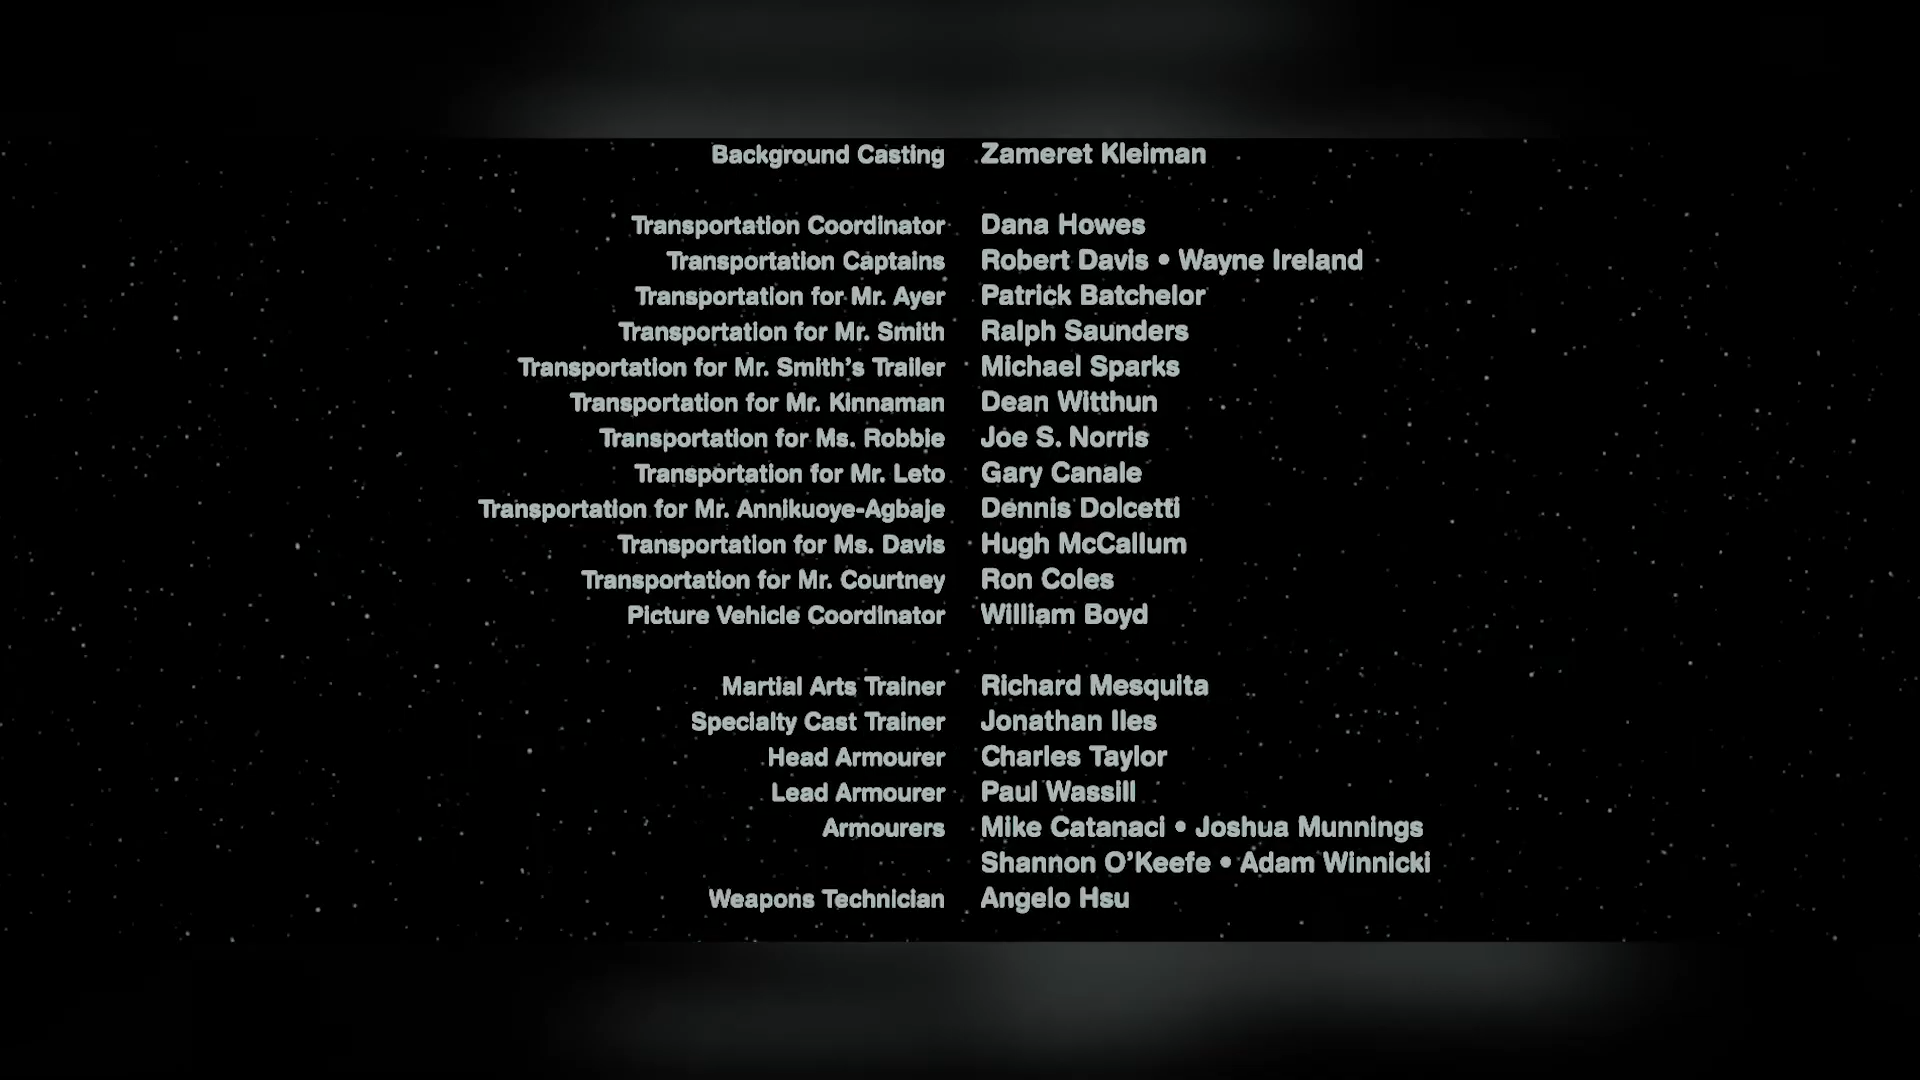 Background Casting Zameret Kleiman
Transportation Coordinator Dana Howes
Transportation Captains Robert Davis • Wayne Ireland
Transportation for Mr. Ayer Patrick Batchelor
Transportation for Mr. Smith Ralph Saunders
Transportation for Mr. Smith's Trailer Michael Sparks
Transportation for Mr. Kinnaman Dean Witthun
Transportation for Ms. Robbie Joe S. Norris
Transportation for Mr. Leto Gary Canale
Transportation for Mr. Annikuoye-Agbaje Dennis Dolcetti
Transportation for Ms. Davis Hugh McCallum
Transportation for Mr. Courtney Ron Coles
Picture Vehicle Coordinator William Boyd
Martial Arts Trainer Richard Mesquita
Specialty Cast Trainer Jonathan Iles
Head Armourer Charles Taylor
Lead Armourer Paul Wassill
Armourers Mike Catanaci • Joshua Munnings
Shannon O'Keefe • Adam Winnicki
Weapons Technician Angelo Hsu